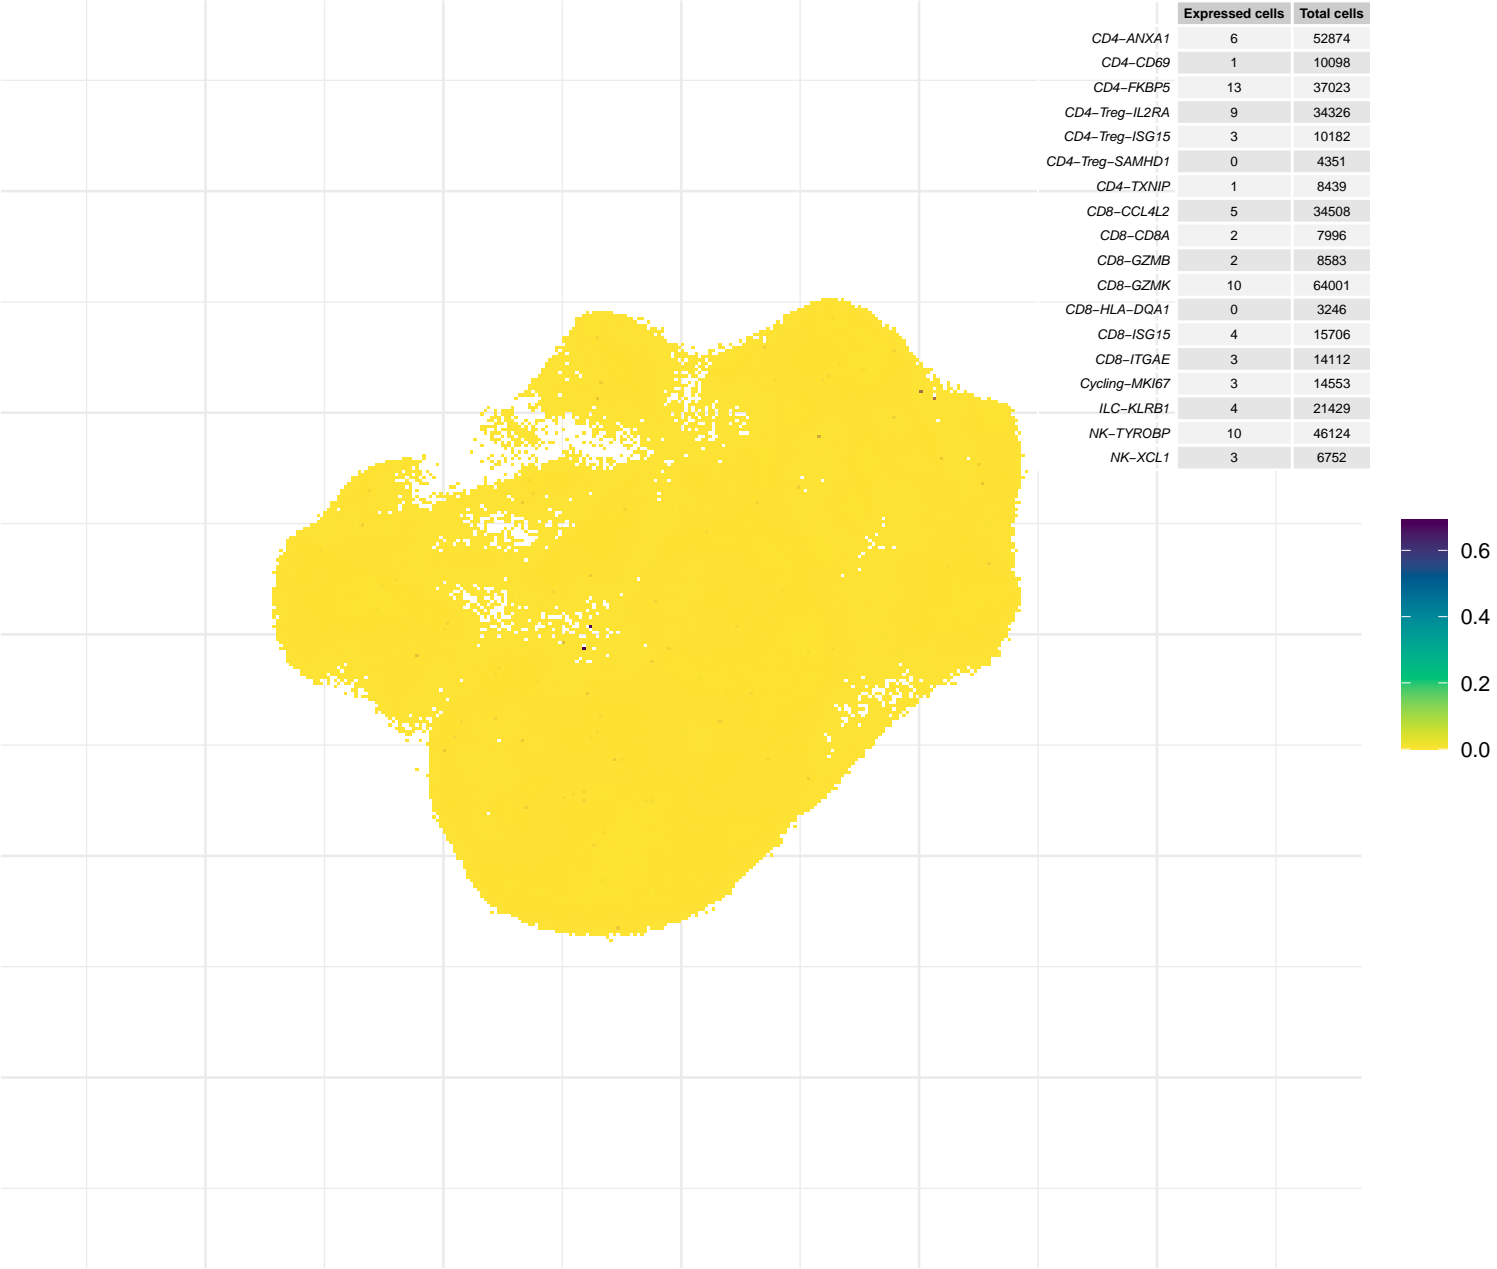 Expressed cells Total cells
CD4−ANXA1 6 52874
CD4−CD69 1 10098
CD4−FKBP5 13 37023
CD4−Treg−IL2RA 9 34326
CD4−Treg−ISG15 3 10182
CD4−Treg−SAMHD1 0 4351
CD4−TXNIP 1 8439
CD8−CCL4L2 5 34508
CD8−CD8A 2 7996
CD8−GZMB 2 8583
CD8−GZMK 10 64001
CD8−HLA−DQA1 0 3246
CD8−ISG15 4 15706
CD8−ITGAE 3 14112
Cycling−MKI67 3 14553
ILC−KLRB1 4 21429
NK−TYROBP 10 46124
NK−XCL1 3 6752
0.6
0.4
0.2
0.0